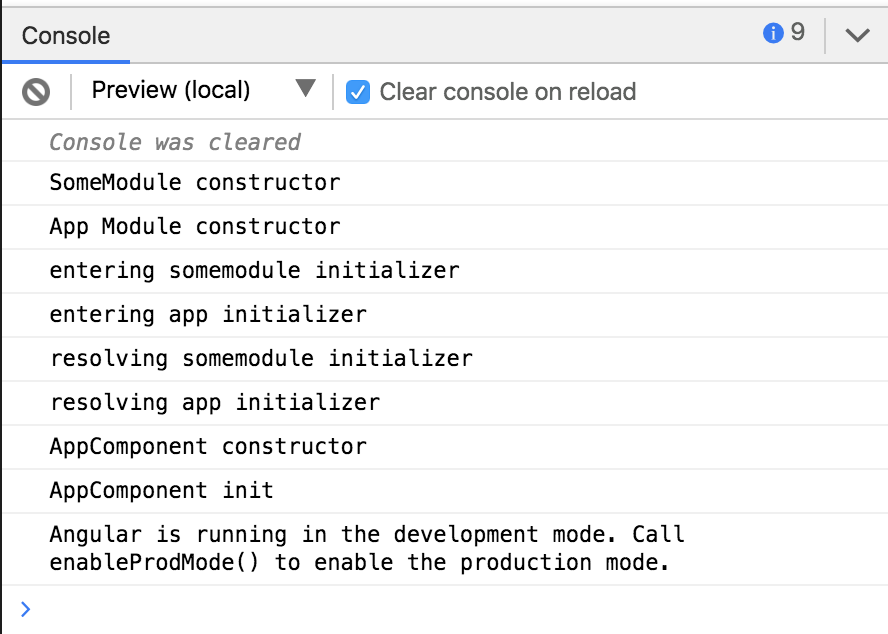 Console
9
Preview (local)
Clear console on reload
Console was cleared
SomeModule constructor
App Module constructor
entering somemodule initializer
entering app initializer
resolving somemodule initializer
resolving app initializer
AppComponent constructor
AppComponent init
Angular is running in the development mode. Call
enableProdMode() to enable the production mode.